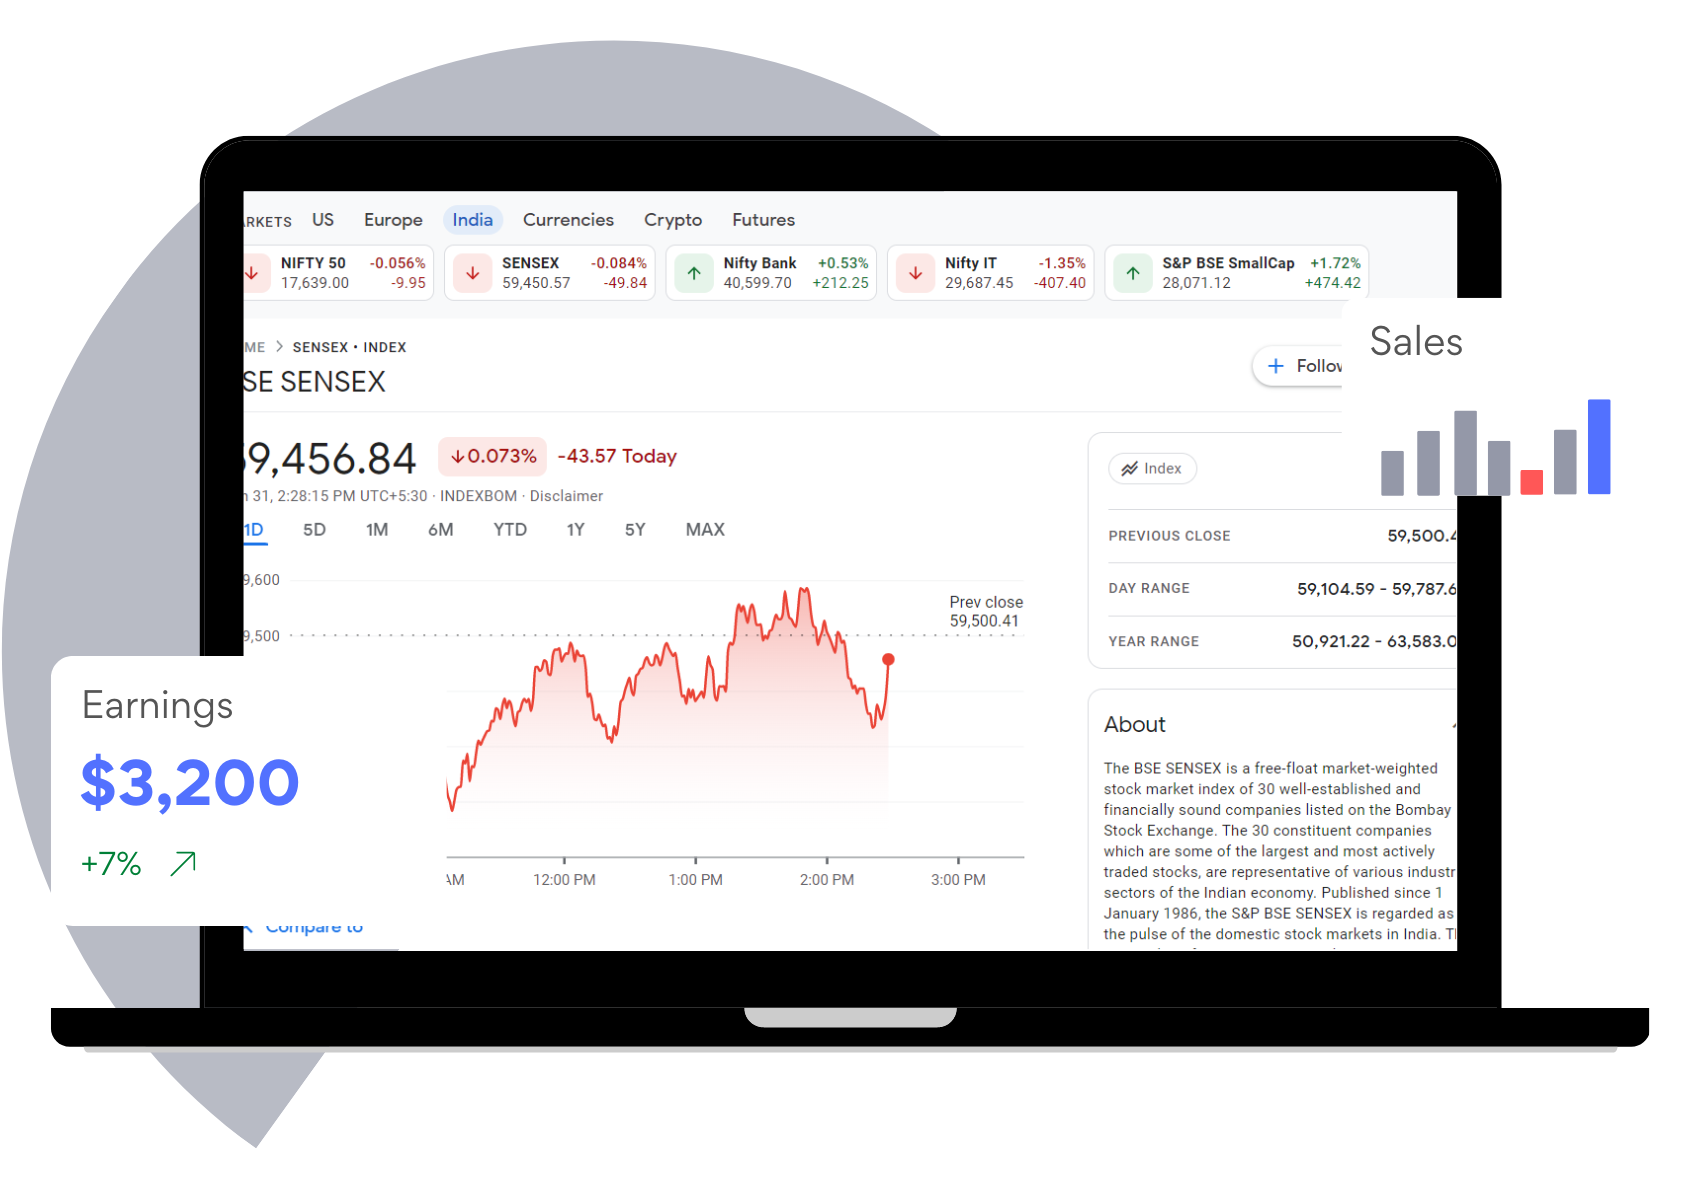 ARKETS US Europe India Currencies Crypto Futures
NIFTY 50 -0.056%
17,639.00 -9.95
SENSEX -0.084%
59,450.57 -49.84
Nifty Bank +0.53%
40,599.70 +212.25
Nifty IT -1.35%
29,687.45 -407.40
S&P BSE SmallCap +1.72%
28,071.12 +474.42
ME > SENSEX • INDEX
SE SENSEX
+ Follow
Sales
59,456.84 ↓0.073% -43.57 Today
n 31, 2:28:15 PM UTC+5:30 · INDEXBOM · Disclaimer
1D 5D 1M 6M YTD 1Y 5Y MAX
9,600
9,500
Prev close
59,500.41
AM 12:00 PM 1:00 PM 2:00 PM 3:00 PM
Compare to
Earnings
$3,200
+7%
Index
PREVIOUS CLOSE 59,500.4
DAY RANGE 59,104.59 - 59,787.6
YEAR RANGE 50,921.22 - 63,583.0
About
The BSE SENSEX is a free-float market-weighted
stock market index of 30 well-established and
financially sound companies listed on the Bombay
Stock Exchange. The 30 constituent companies
which are some of the largest and most actively
traded stocks, are representative of various industr
sectors of the Indian economy. Published since 1
January 1986, the S&P BSE SENSEX is regarded as
the pulse of the domestic stock markets in India. T